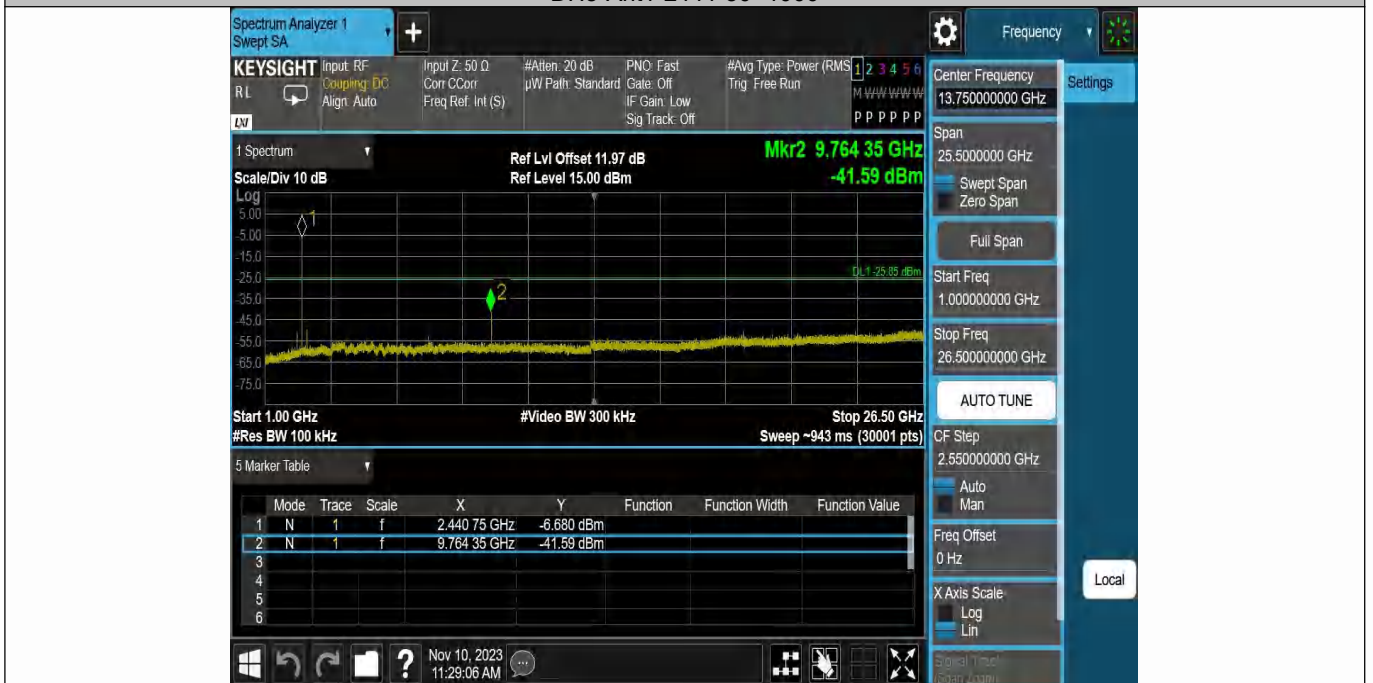 Spectrum Analyzer 1
Swept SA
+
Frequency
KEYSIGHT
RL
LXI
Input: RF
Coupling: DC
Align: Auto
Input Z: 50 Ω
Corr CCorr
Freq Ref: Int (S)
#Atten: 20 dB
µW Path: Standard
PNO: Fast
Gate: Off
IF Gain: Low
Sig Track: Off
#Avg Type: Power (RMS
Trig: Free Run
1 2 3 4 5 6
M W W W W W
P P P P P P
Center Frequency
13.750000000 GHz
Settings
Span
25.5000000 GHz
Swept Span
Zero Span
Full Span
Start Freq
1.000000000 GHz
Stop Freq
26.500000000 GHz
AUTO TUNE
CF Step
2.550000000 GHz
Auto
Man
Freq Offset
0 Hz
X Axis Scale
Log
Lin
Local
1 Spectrum
Scale/Div 10 dB
Ref Lvl Offset 11.97 dB
Ref Level 15.00 dBm
Mkr2 9.764 35 GHz
-41.59 dBm
Log
5.00
-5.00
-15.0
-25.0
-35.0
-45.0
-55.0
-65.0
-75.0
1
2
DL1 -25.85 dBm
Start 1.00 GHz
#Video BW 300 kHz
Stop 26.50 GHz
#Res BW 100 kHz
Sweep ~943 ms (30001 pts)
5 Marker Table
Mode Trace Scale X Y Function Function Width Function Value
1 N 1 f 2.440 75 GHz -6.680 dBm
2 N 1 f 9.764 35 GHz -41.59 dBm
3
4
5
6
?
Nov 10, 2023
11:29:06 AM